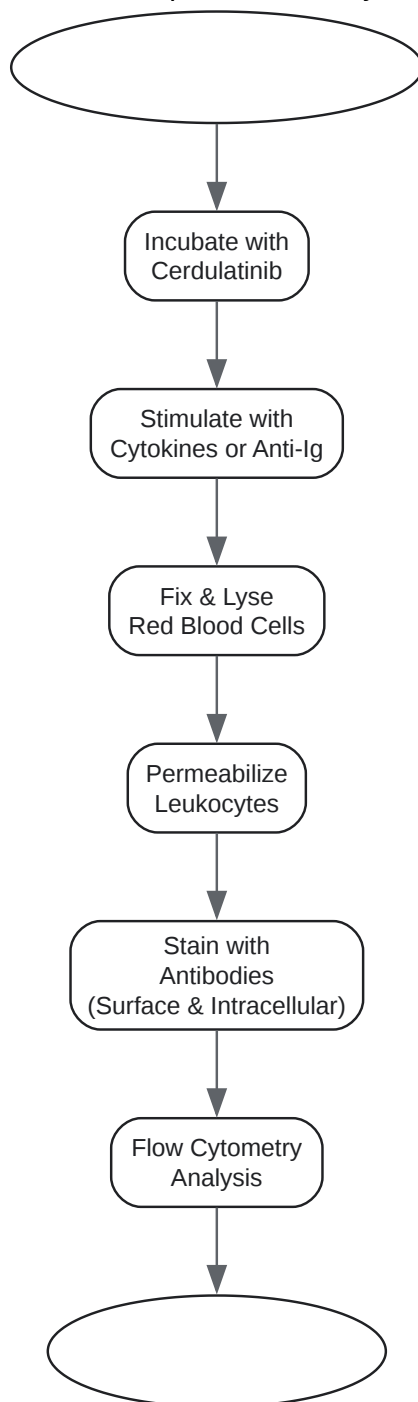 Incubate with
Cerdulatinib
Stimulate with
Cytokines or Anti-Ig
Fix & Lyse
Red Blood Cells
Permeabilize
Leukocytes
Stain with
Antibodies
(Surface & Intracellular)
Flow Cytometry
Analysis